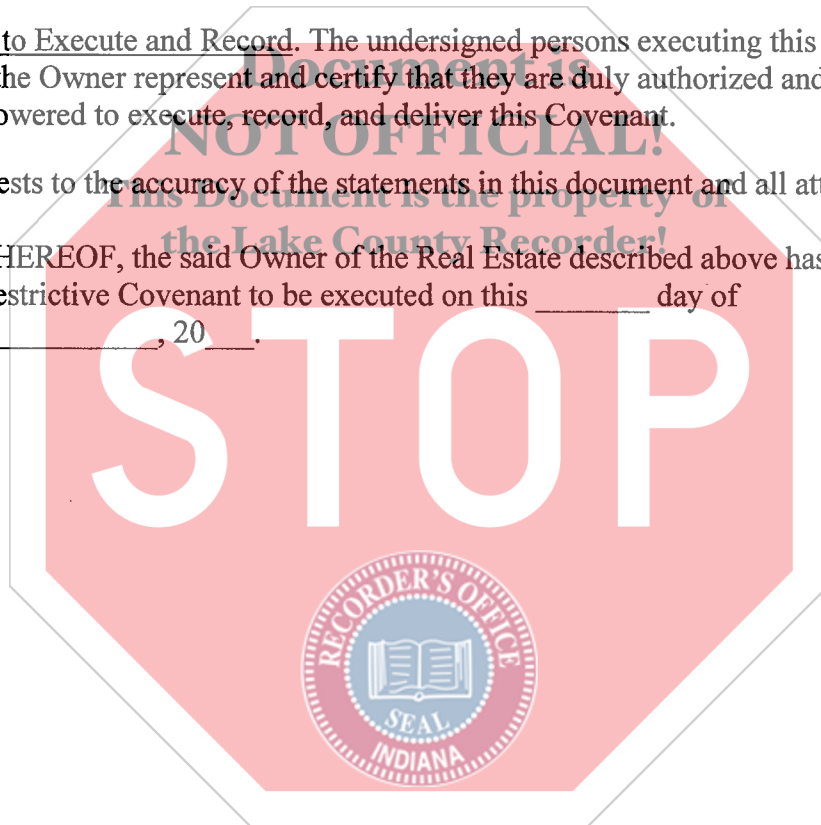 to Execute and Record. The undersigned persons executing this
the Owner represent and certify that they are duly authorized and
owered to execute, record, and deliver this Covenant.
ests to the accuracy of the statements in this document and all att
HEREOF, the said Owner of the Real Estate described above has
estrictive Covenant to be executed on this ________ day of
____________, 20____.
Document is
NOT OFFICIAL!
This Document is the property of
the Lake County Recorder!
STOP
RECORDER'S OFFICE
SEAL
INDIANA